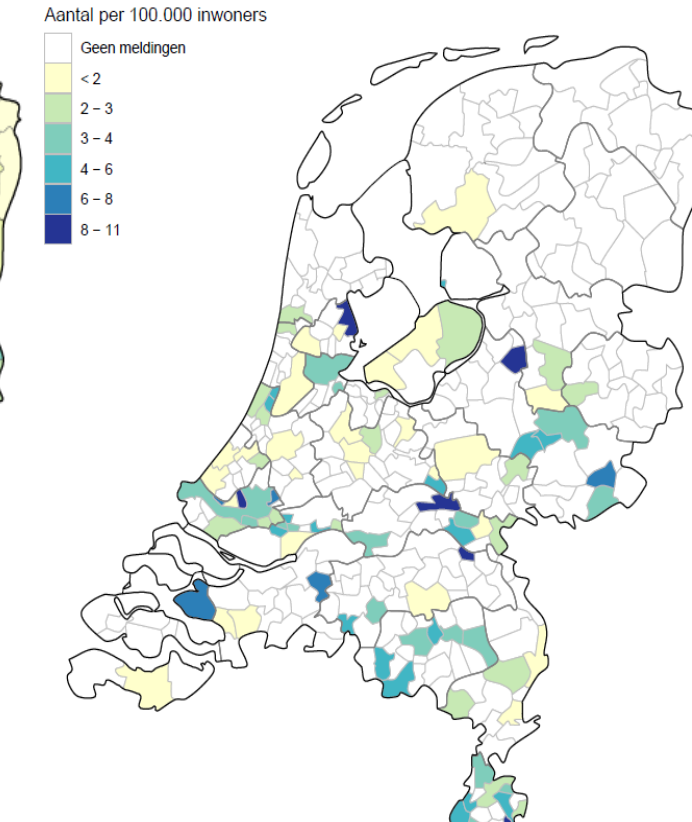 Aantal per 100.000 inwoners
Geen meldingen
< 2
2 – 3
3 – 4
4 – 6
6 – 8
8 – 11